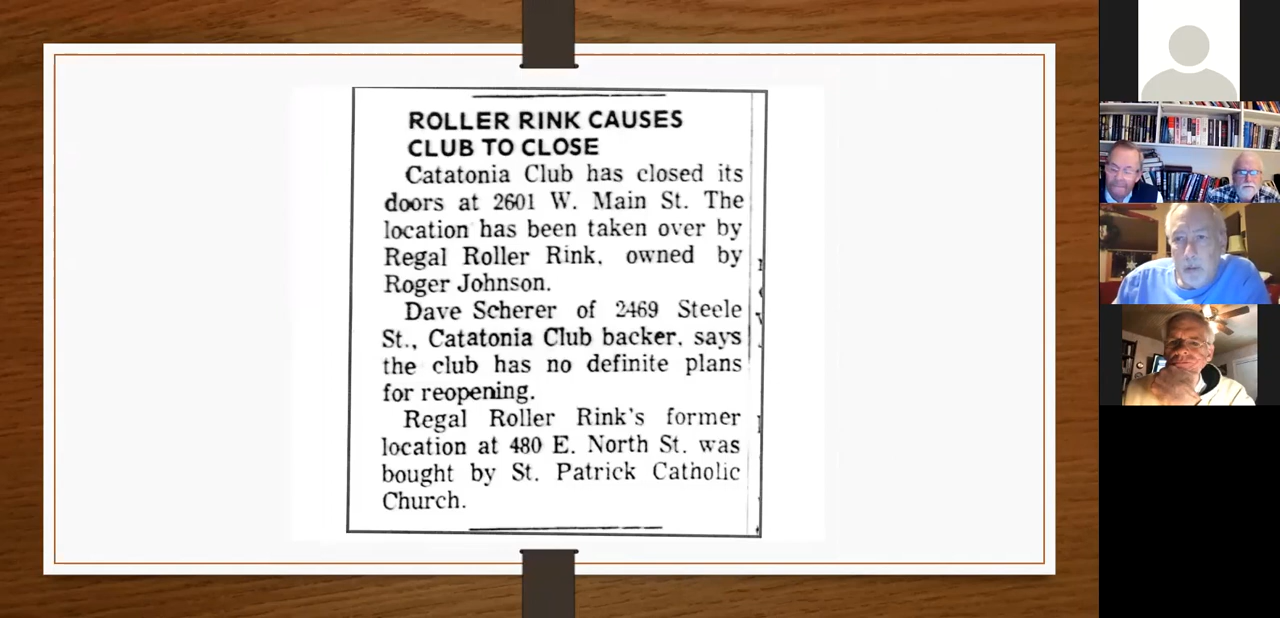 ROLLER RINK CAUSES
CLUB TO CLOSE
Catatonia Club has closed its
doors at 2601 W. Main St. The
location has been taken over by
Regal Roller Rink, owned by
Roger Johnson.
Dave Scherer of 2469 Steele
St., Catatonia Club backer, says
the club has no definite plans
for reopening.
Regal Roller Rink's former
location at 480 E. North St. was
bought by St. Patrick Catholic
Church.